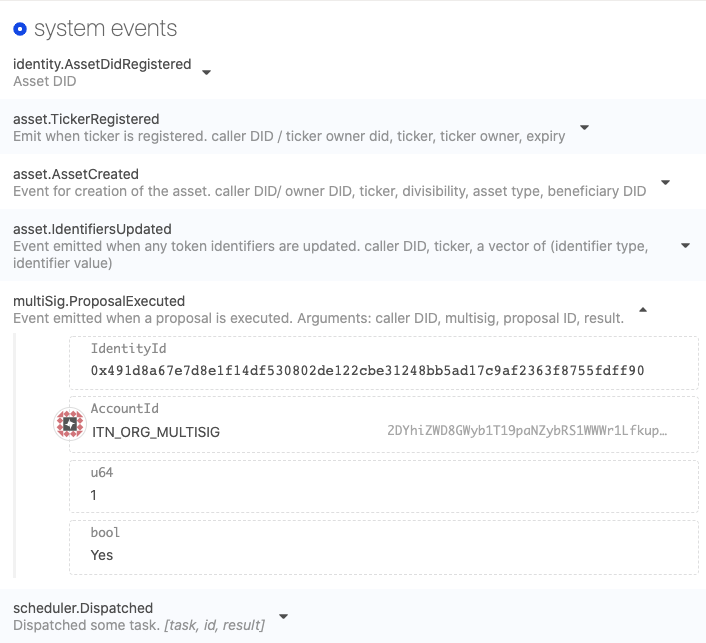 system events
identity.AssetDidRegistered
Asset DID
asset.TickerRegistered
Emit when ticker is registered. caller DID / ticker owner did, ticker, ticker owner, expiry
asset.AssetCreated
Event for creation of the asset. caller DID/ owner DID, ticker, divisibility, asset type, beneficiary DID
asset.IdentifiersUpdated
Event emitted when any token identifiers are updated. caller DID, ticker, a vector of (identifier type,
identifier value)
multiSig.ProposalExecuted
Event emitted when a proposal is executed. Arguments: caller DID, multisig, proposal ID, result.
IdentityId
0x491d8a67e7d8e1f14df530802de122cbe31248bb5ad17c9af2363f8755fdff90
AccountId
ITN_ORG_MULTISIG 2DYhiZWD8GWyb1T19paNZybRS1WWWr1Lfkup…
u64
1
bool
Yes
scheduler.Dispatched
Dispatched some task. [task, id, result]